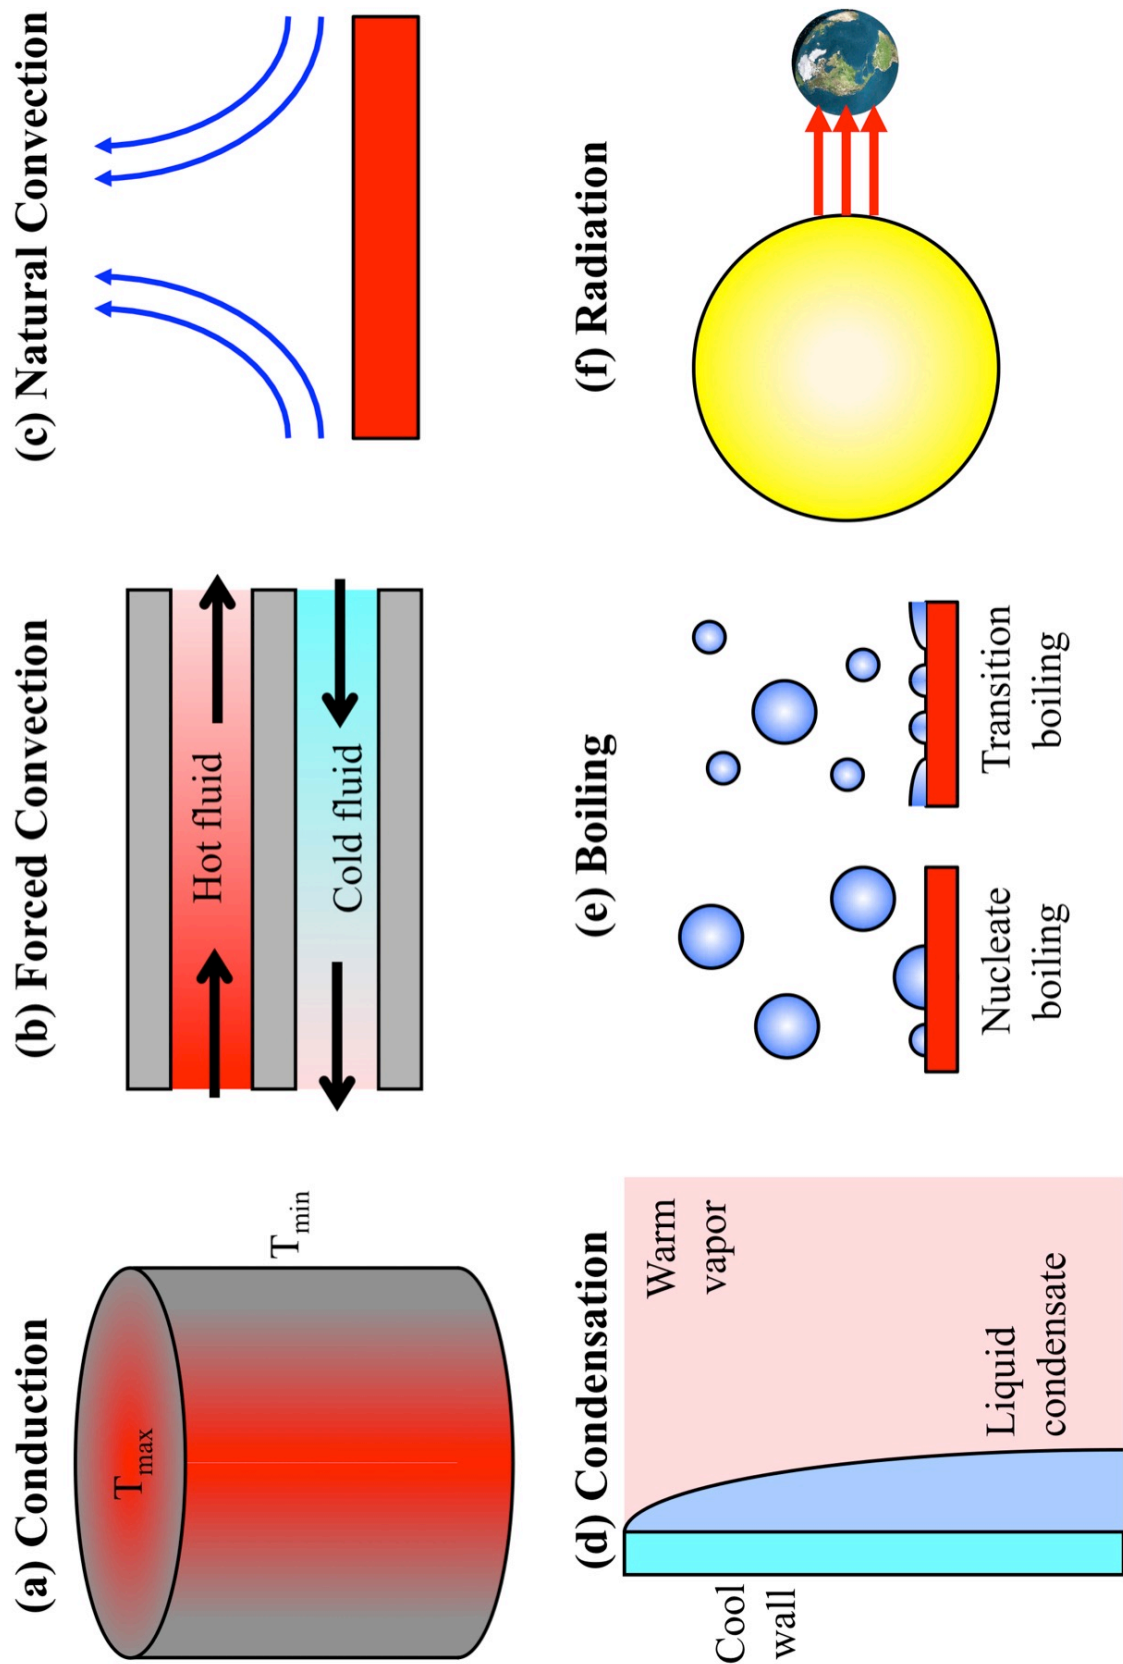 (a) Conduction
T_max
T_min
(b) Forced Convection
Hot fluid
Cold fluid
(c) Natural Convection
(d) Condensation
Cool
wall
Warm
vapor
Liquid
condensate
(e) Boiling
Nucleate
boiling
Transition
boiling
(f) Radiation